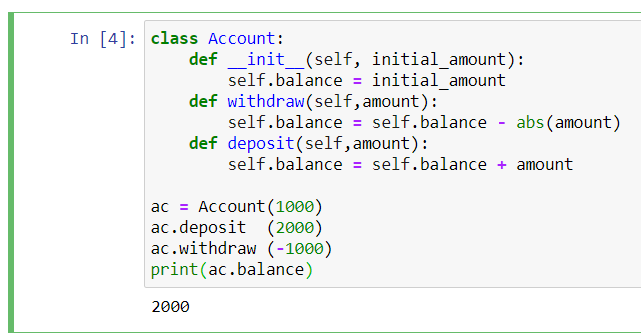 In [4]: class Account:
    def __init__(self, initial_amount):
        self.balance = initial_amount
    def withdraw(self,amount):
        self.balance = self.balance - abs(amount)
    def deposit(self,amount):
        self.balance = self.balance + amount
ac = Account(1000)
ac.deposit  (2000)
ac.withdraw (-1000)
print(ac.balance)
2000